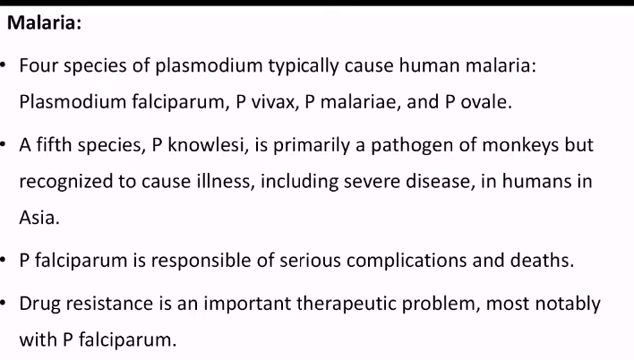 Malaria:
• Four species of plasmodium typically cause human malaria:
Plasmodium falciparum, P vivax, P malariae, and P ovale.
• A fifth species, P knowlesi, is primarily a pathogen of monkeys but
recognized to cause illness, including severe disease, in humans in
Asia.
• P falciparum is responsible of serious complications and deaths.
• Drug resistance is an important therapeutic problem, most notably
with P falciparum.